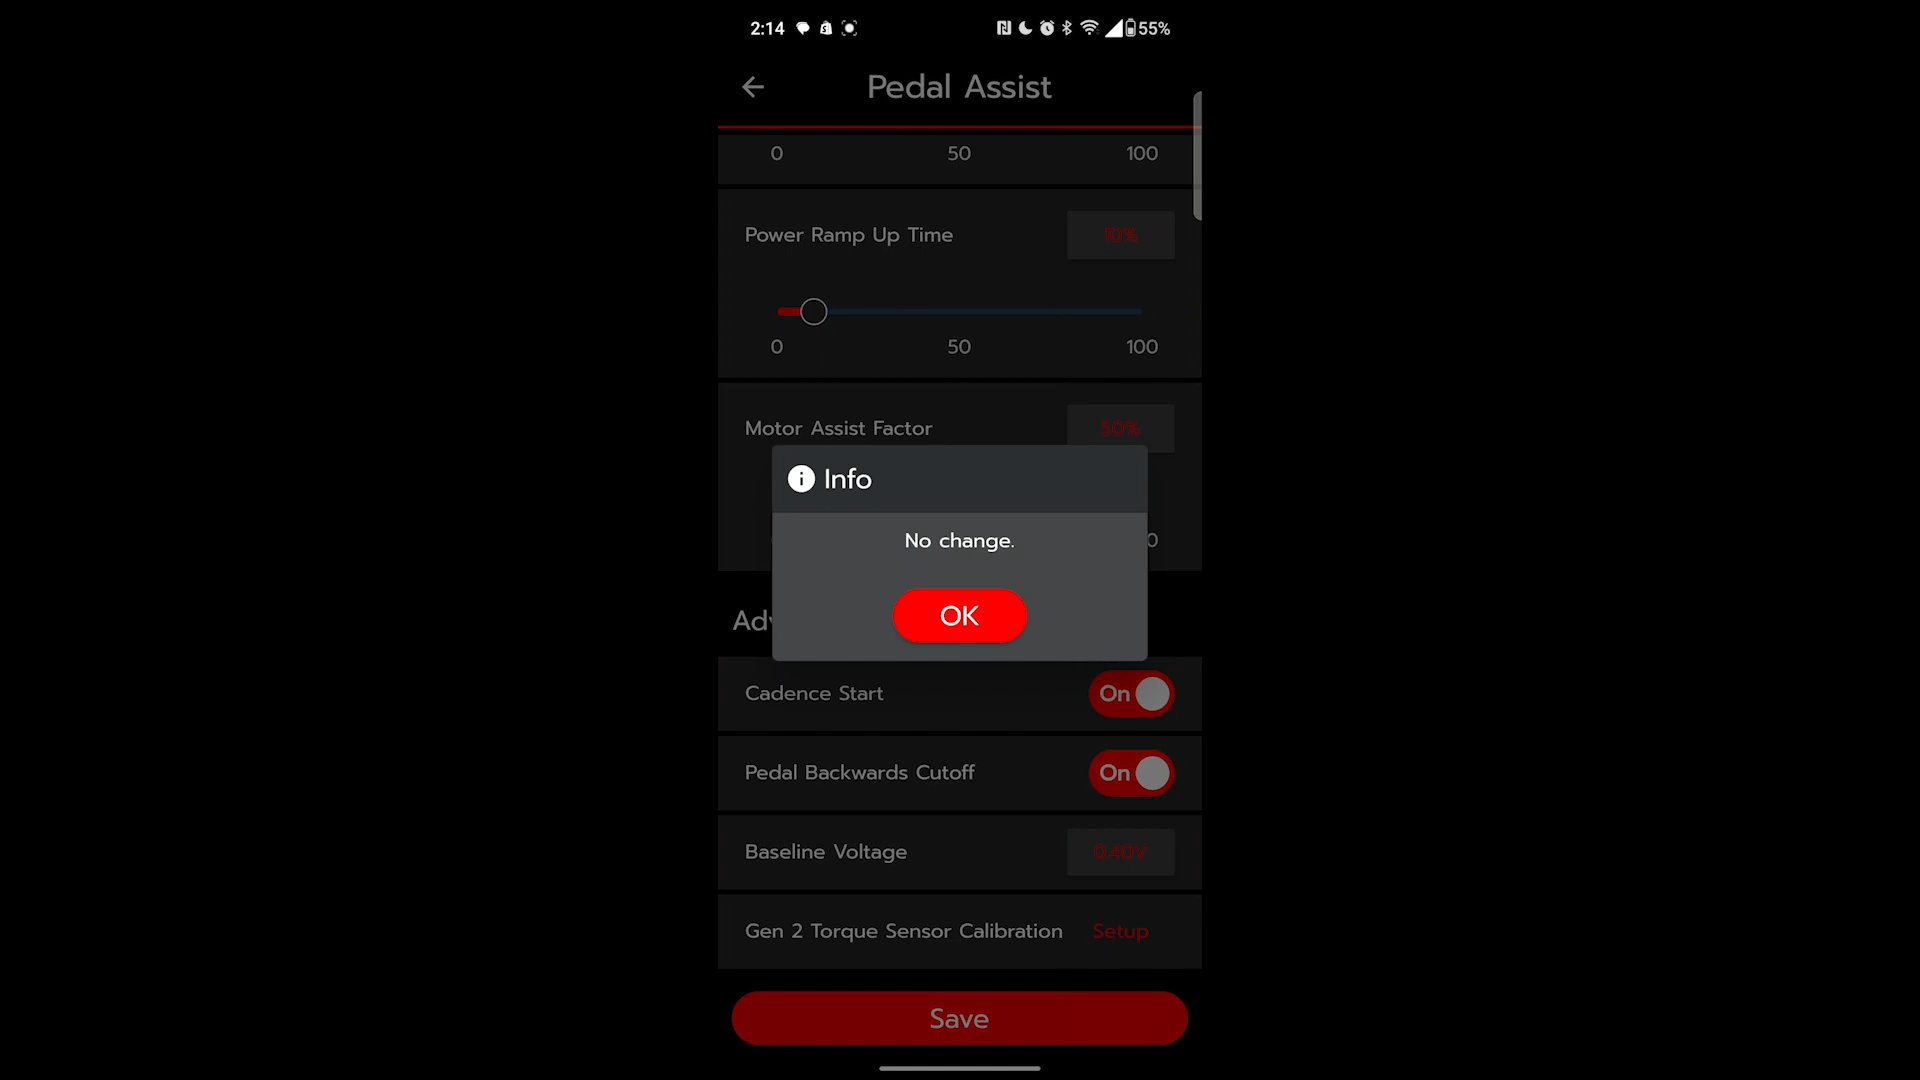 2:14 55%
Pedal Assist
0 50 100
Power Ramp Up Time 10%
0 50 100
Motor Assist Factor 50%
Info
No change.
0
OK
Adv
Cadence Start On
Pedal Backwards Cutoff On
Baseline Voltage 0.40V
Gen 2 Torque Sensor Calibration Setup
Save